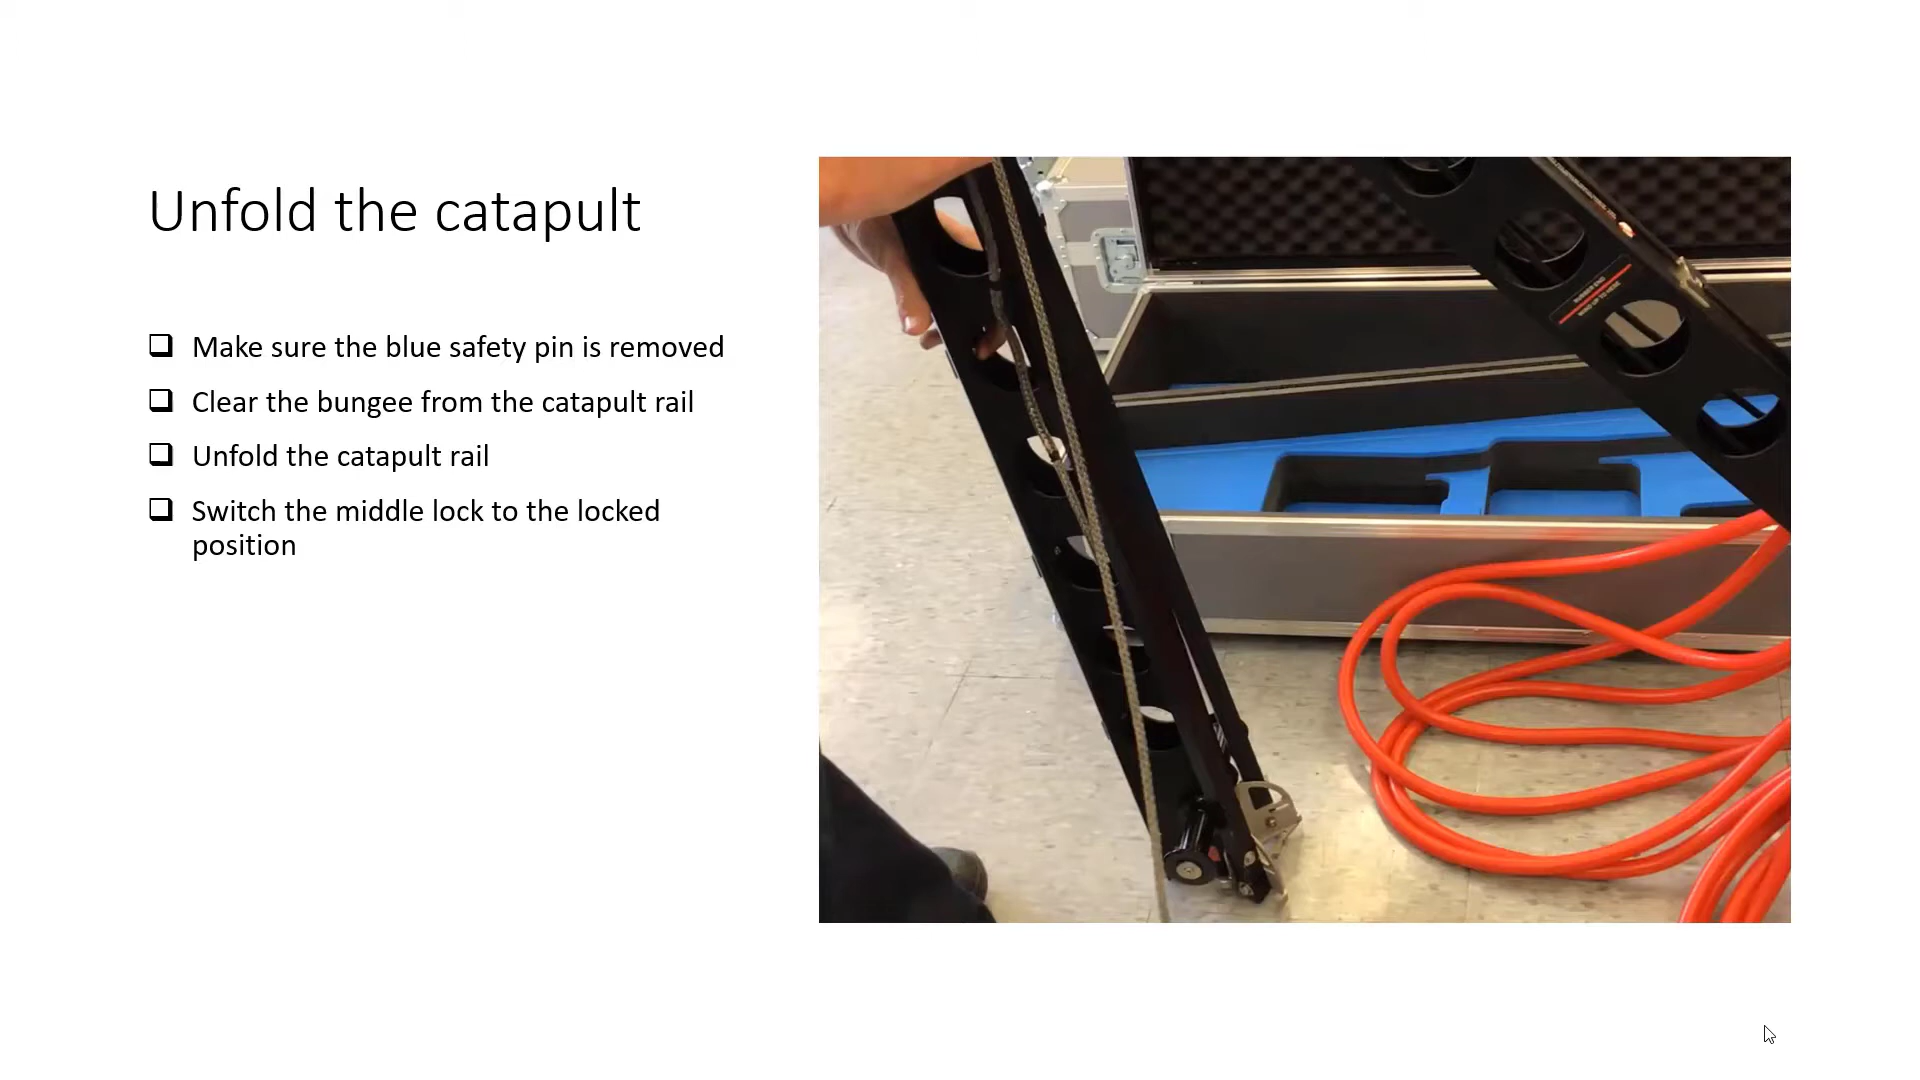 Unfold the catapult
Make sure the blue safety pin is removed
Clear the bungee from the catapult rail
Unfold the catapult rail
Switch the middle lock to the locked
position